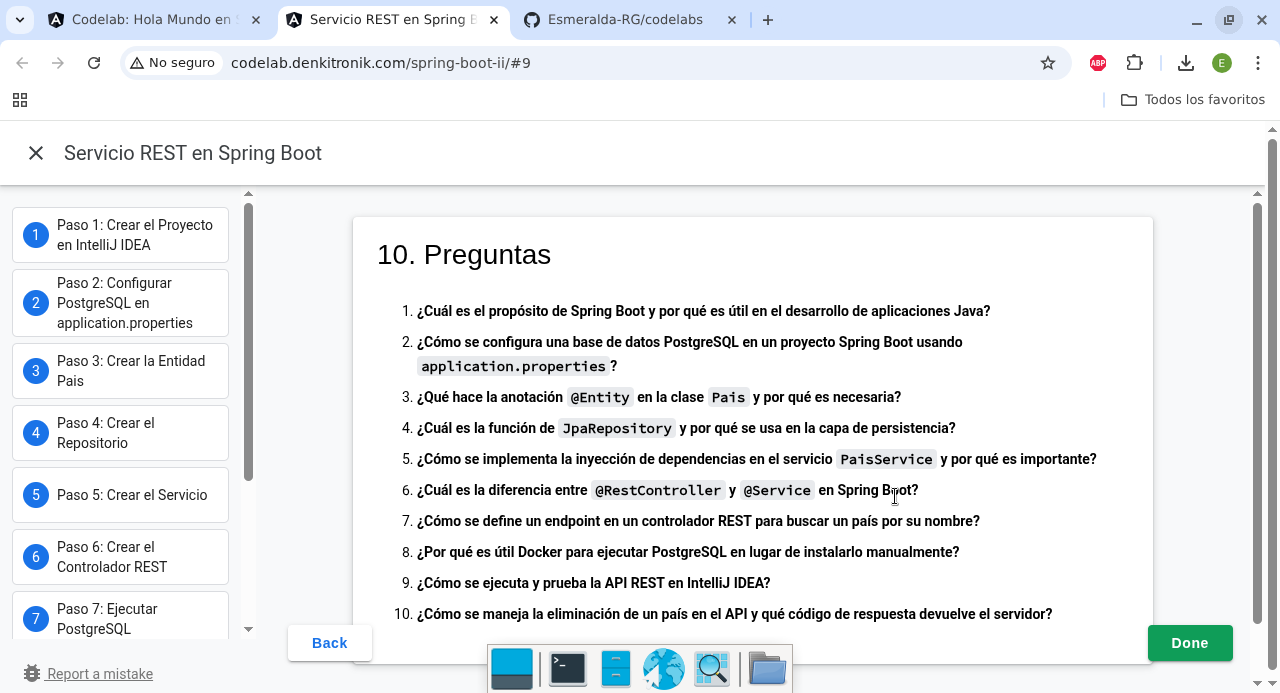 Codelab: Hola Mundo en
Servicio REST en Spring B
Esmeralda-RG/codelabs
No seguro
codelab.denkitronik.com/spring-boot-ii/#9
ABP
E
Todos los favoritos
Servicio REST en Spring Boot
1
Paso 1: Crear el Proyecto
en IntelliJ IDEA
2
Paso 2: Configurar
PostgreSQL en
application.properties
3
Paso 3: Crear la Entidad
Pais
4
Paso 4: Crear el
Repositorio
5
Paso 5: Crear el Servicio
6
Paso 6: Crear el
Controlador REST
7
Paso 7: Ejecutar
PostgreSQL
Report a mistake
10. Preguntas
1. ¿Cuál es el propósito de Spring Boot y por qué es útil en el desarrollo de aplicaciones Java?
2. ¿Cómo se configura una base de datos PostgreSQL en un proyecto Spring Boot usando
application.properties?
3. ¿Qué hace la anotación @Entity en la clase Pais y por qué es necesaria?
4. ¿Cuál es la función de JpaRepository y por qué se usa en la capa de persistencia?
5. ¿Cómo se implementa la inyección de dependencias en el servicio PaisService y por qué es importante?
6. ¿Cuál es la diferencia entre @RestController y @Service en Spring Boot?
7. ¿Cómo se define un endpoint en un controlador REST para buscar un país por su nombre?
8. ¿Por qué es útil Docker para ejecutar PostgreSQL en lugar de instalarlo manualmente?
9. ¿Cómo se ejecuta y prueba la API REST en IntelliJ IDEA?
10. ¿Cómo se maneja la eliminación de un país en el API y qué código de respuesta devuelve el servidor?
Back
Done